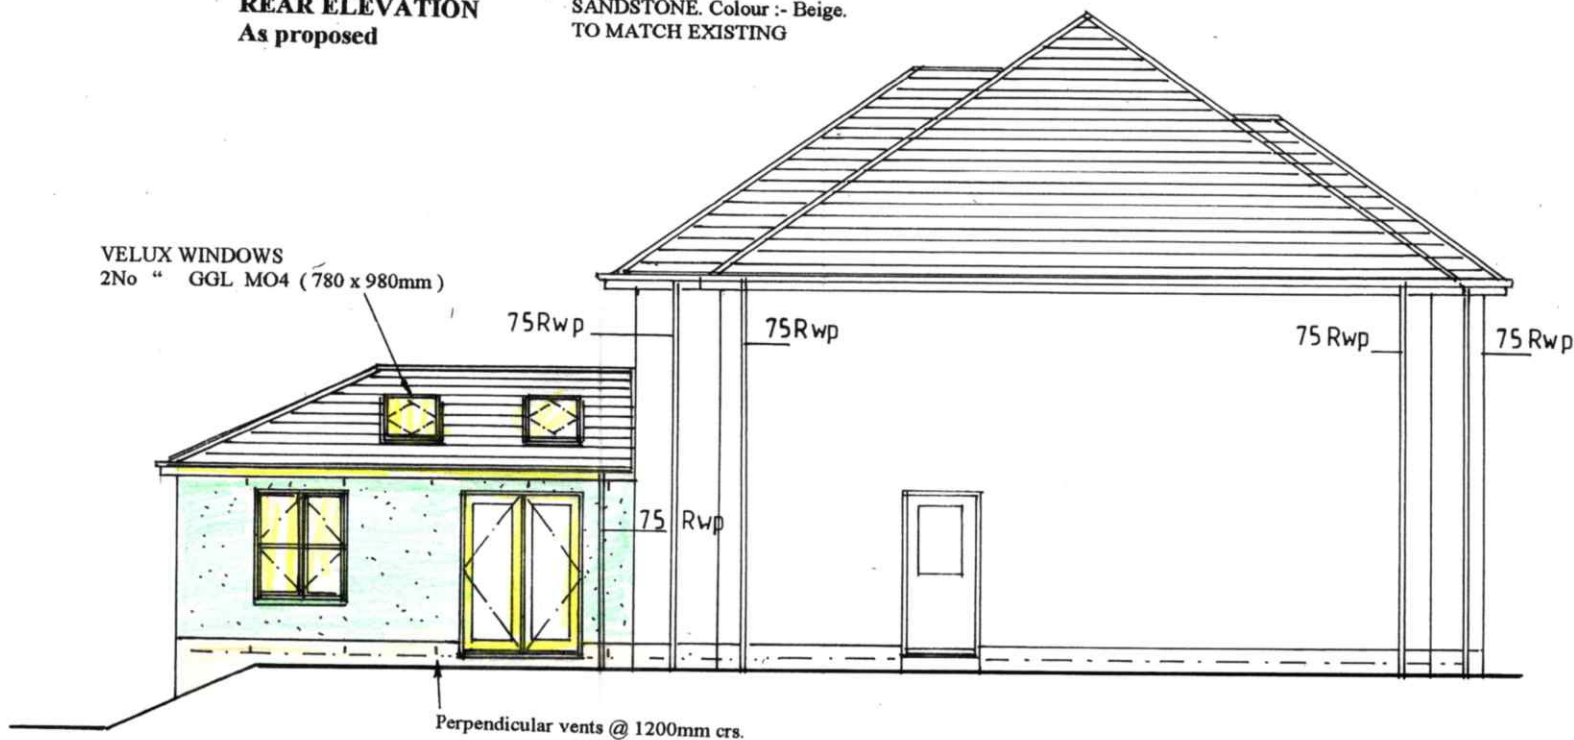 REAR ELEVATION
As proposed
SANDSTONE. Colour :- Beige.
TO MATCH EXISTING
VELUX WINDOWS
2No “ GGL MO4 ( 780 x 980mm )
75Rwp
75Rwp
75 Rwp
75 Rwp
75 Rwp
Perpendicular vents @ 1200mm crs.